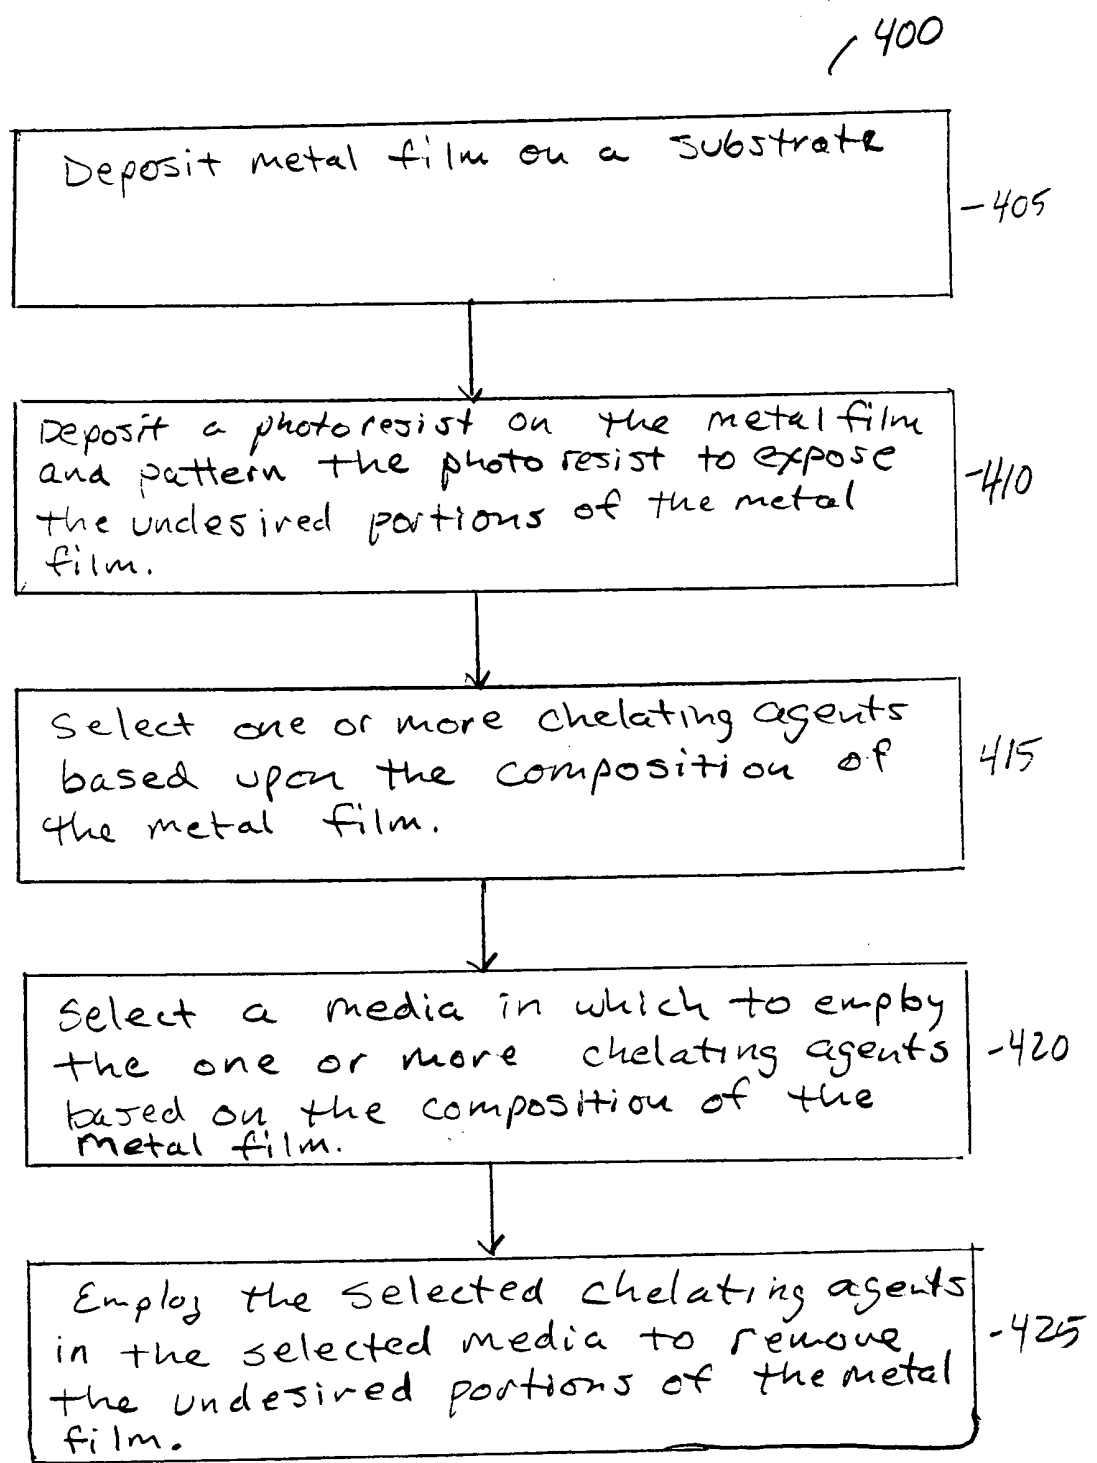 400
Deposit metal film on a substrate
-405
Deposit a photoresist on the metal film
and pattern the photoresist to expose
the undesired portions of the metal
film.
-410
Select one or more chelating agents
based upon the composition of
the metal film.
415
Select a media in which to employ
the one or more chelating agents
based on the composition of the
metal film.
-420
Employ the selected chelating agents
in the selected media to remove
the undesired portions of the metal
film.
-425